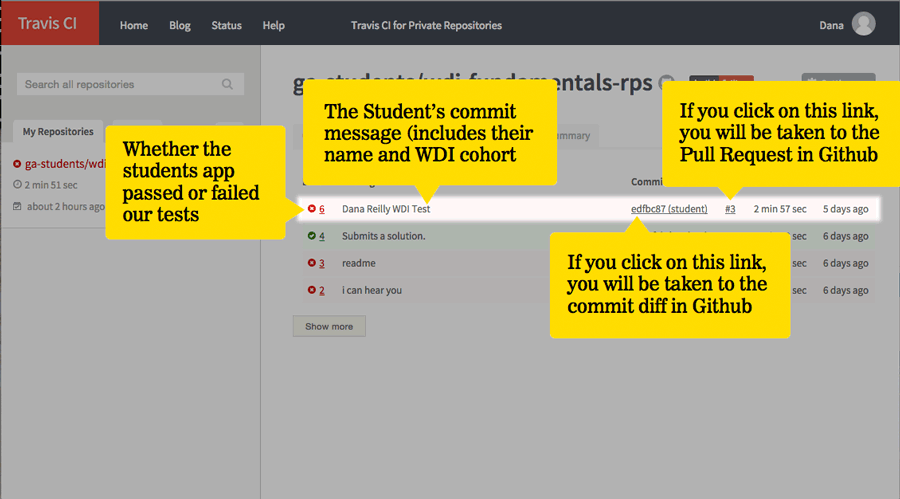 Travis CI
Home Blog Status Help Travis CI for Private Repositories Dana
ga-students/wdi-fundamentals-rps
Search all repositories
My Repositories
ga-students/wdi
2 min 51 sec
about 2 hours ago
Whether the
students app
passed or failed
our tests
The Student’s commit
message (includes their
name and WDI cohort
If you click on this link,
you will be taken to the
Pull Request in Github
Commi
6 Dana Reilly WDI Test edfbc87 (student) #3 2 min 57 sec 5 days ago
4 Submits a solution. sec 6 days ago
3 readme sec 6 days ago
2 i can hear you sec 6 days ago
If you click on this link,
you will be taken to the
commit diff in Github
Show more